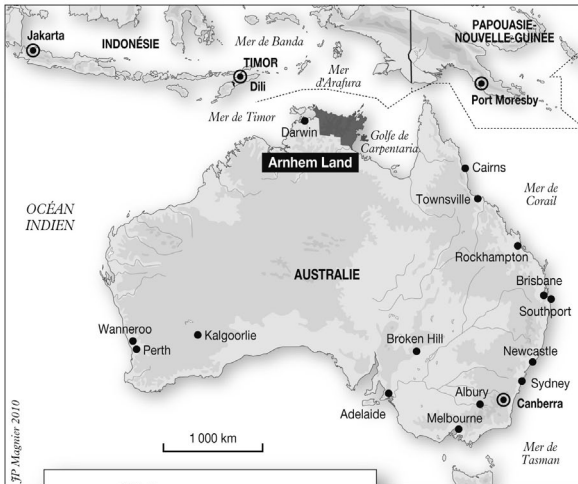 Jakarta
INDONÉSIE
Mer de Banda
PAPOUASIE-
NOUVELLE-GUINÉE
TIMOR
Dili
Mer
d'Arafura
Port Moresby
Mer de Timor
Darwin
Golfe de
Carpentaria
Arnhem Land
Cairns
Townsville
Mer de
Corail
OCÉAN
INDIEN
Rockhampton
AUSTRALIE
Brisbane
Southport
Wanneroo
Perth
Kalgoorlie
Broken Hill
Newcastle
Sydney
Albury
Canberra
Adelaide
Melbourne
1 000 km
Mer de
Tasman
JP Magnier 2010